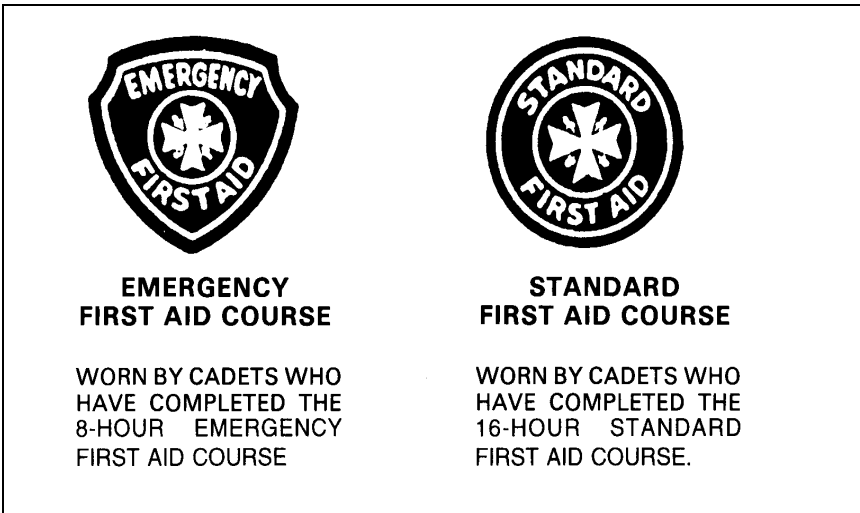 EMERGENCY
FIRST AID
EMERGENCY
FIRST AID COURSE
WORN BY CADETS WHO
HAVE COMPLETED THE
8-HOUR EMERGENCY
FIRST AID COURSE
STANDARD
FIRST AID
STANDARD
FIRST AID COURSE
WORN BY CADETS WHO
HAVE COMPLETED THE
16-HOUR STANDARD
FIRST AID COURSE.